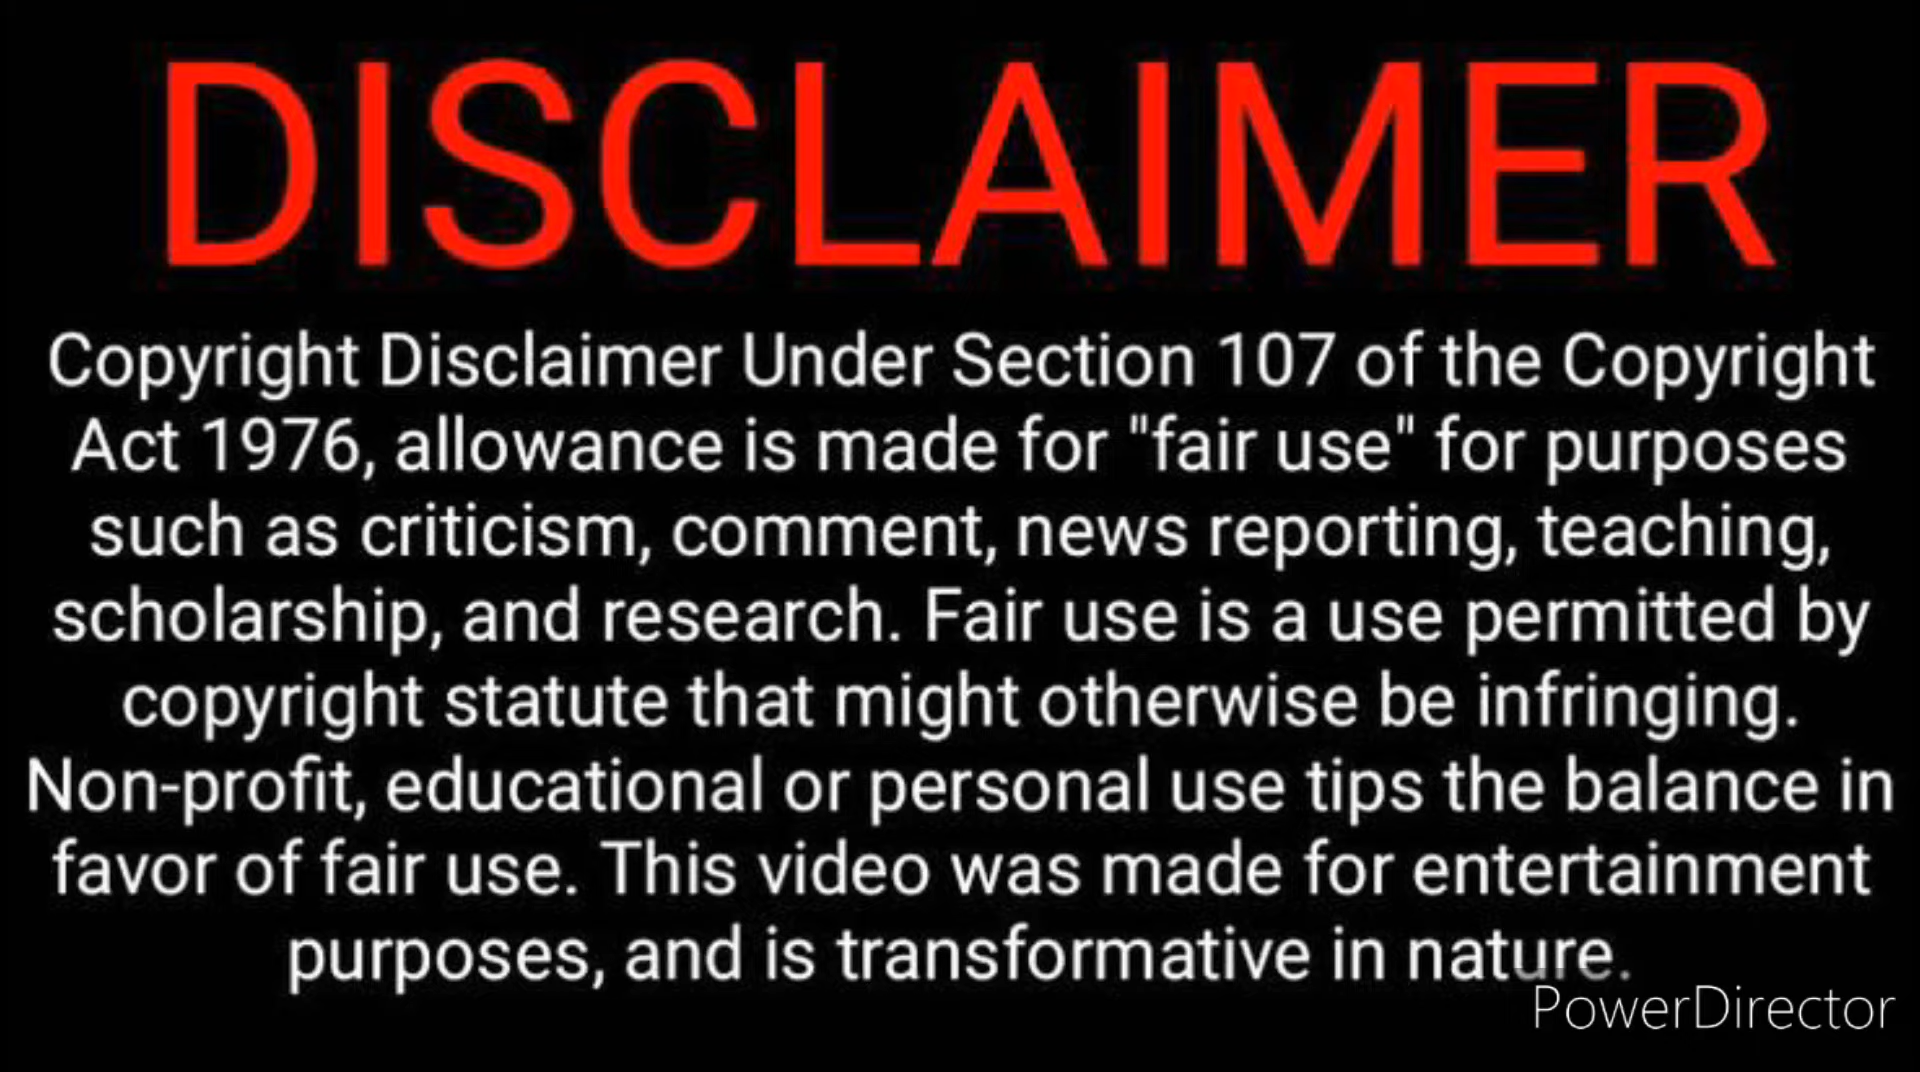 DISCLAIMER
Copyright Disclaimer Under Section 107 of the Copyright
Act 1976, allowance is made for "fair use" for purposes
such as criticism, comment, news reporting, teaching,
scholarship, and research. Fair use is a use permitted by
copyright statute that might otherwise be infringing.
Non-profit, educational or personal use tips the balance in
favor of fair use. This video was made for entertainment
purposes, and is transformative in nature.
PowerDirector